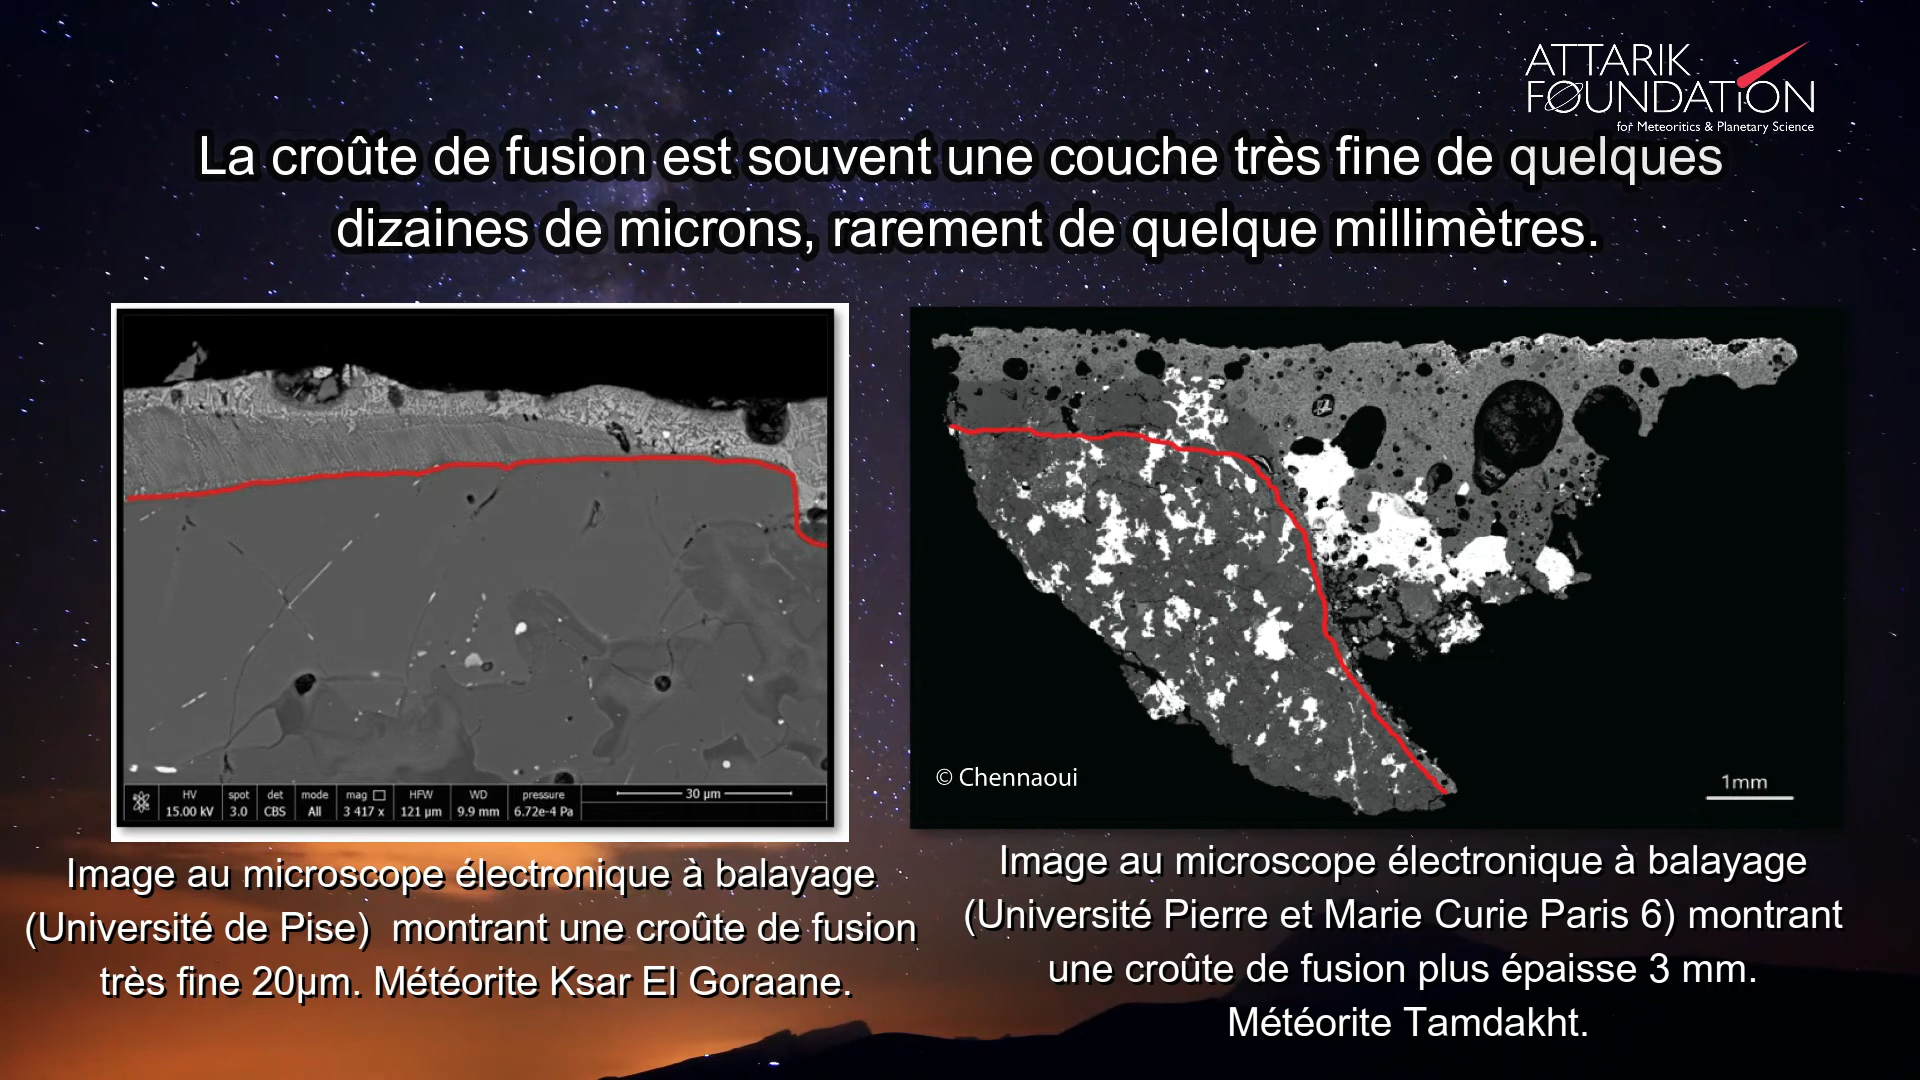 ATTARIK
FOUNDATION
for Meteoritics & Planetary Science
La croûte de fusion est souvent une couche très fine de quelques
dizaines de microns, rarement de quelque millimètres.
HV spot det mode mag HFW WD pressure
15.00 kV 3.0 CBS All 3 417 x 121 µm 9.9 mm 6.72e-4 Pa
30 µm
© Chennaoui
1mm
Image au microscope électronique à balayage
(Université de Pise) montrant une croûte de fusion
très fine 20µm. Météorite Ksar El Goraane.
Image au microscope électronique à balayage
(Université Pierre et Marie Curie Paris 6) montrant
une croûte de fusion plus épaisse 3 mm.
Météorite Tamdakht.